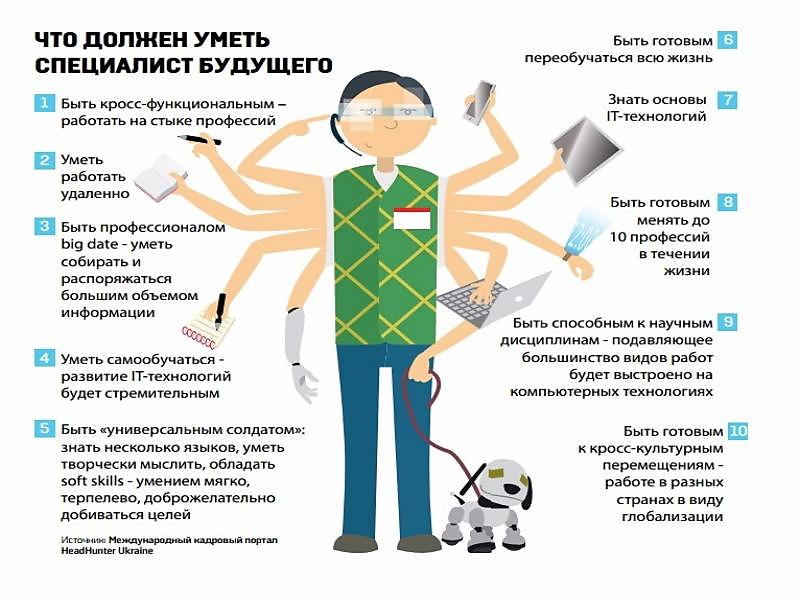 ЧТО ДОЛЖЕН УМЕТЬ
СПЕЦИАЛИСТ БУДУЩЕГО
1 Быть кросс-функциональным –
работать на стыке профессий
2 Уметь
работать
удаленно
3 Быть профессионалом
big date - уметь
собирать и
распоряжаться
большим объемом
информации
4 Уметь самообучаться -
развитие IT-технологий
будет стремительным
5 Быть «универсальным солдатом»:
знать несколько языков, уметь
творчески мыслить, обладать
soft skills - умением мягко,
терпелево, доброжелательно
добиваться целей
Источник: Международный кадровый портал
HeadHunter Ukraine
Быть готовым 6
переобучаться всю жизнь
Знать основы 7
IT-технологий
Быть готовым 8
менять до
10 профессий
в течении
жизни
2:00
Быть способным к научным 9
дисциплинам - подавляющее
большинство видов работ
будет выстроено на
компьютерных технологиях
Быть готовым 10
к кросс-культурным
перемещениям -
работе в разных
странах в виду
глобализации